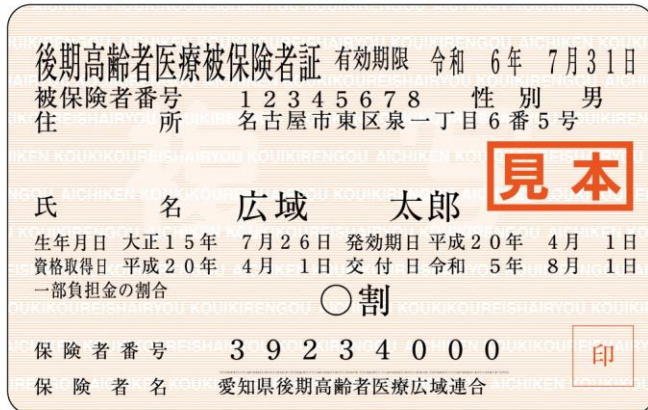 後期高齢者医療被保険者証 有効期限 令和 6年 7月31日
被保険者番号 12345678 性別 男
住所 名古屋市東区泉一丁目6番5号
見本
氏名 広域 太郎
生年月日 大正15年 7月26日 発効期日 平成20年 4月 1日
資格取得日 平成20年 4月 1日 交付日 令和 5年 8月 1日
一部負担金の割合
〇割
保険者番号 39234000
印
保険者名 愛知県後期高齢者医療広域連合